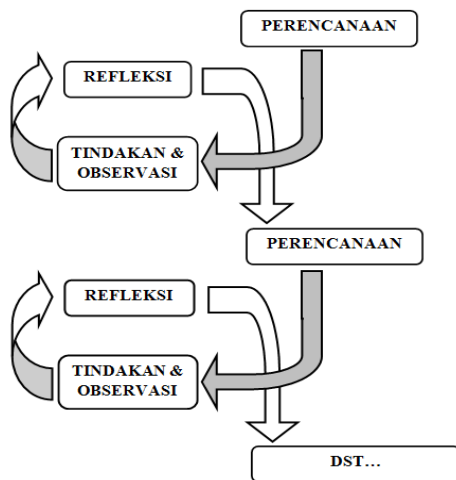 PERENCANAAN
REFLEKSI
TINDAKAN &
OBSERVASI
PERENCANAAN
REFLEKSI
TINDAKAN &
OBSERVASI
DST…